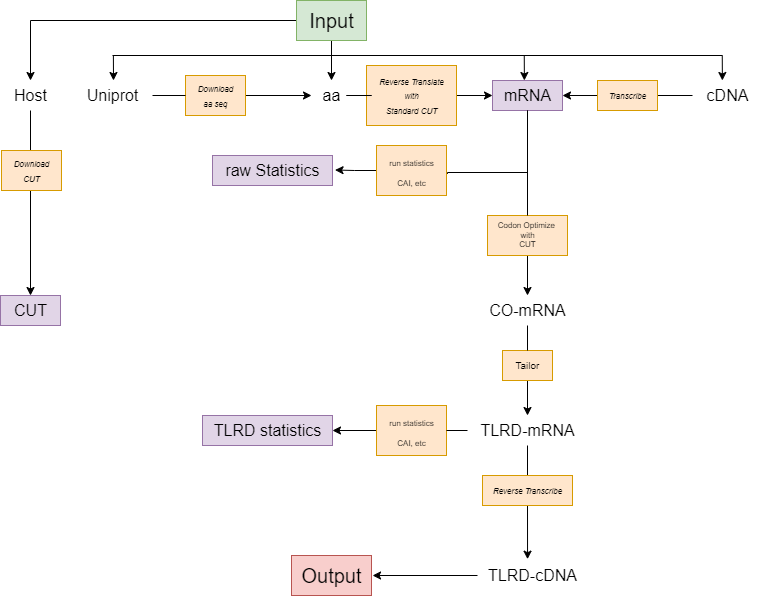 Input
Host
Uniprot
Download
aa seq
aa
Reverse Translate
with
Standard CUT
mRNA
Transcribe
cDNA
Download
CUT
raw Statistics
run statistics
CAI, etc
Codon Optimize
with
CUT
CUT
CO-mRNA
Tailor
TLRD statistics
run statistics
CAI, etc
TLRD-mRNA
Reverse Transcribe
Output
TLRD-cDNA